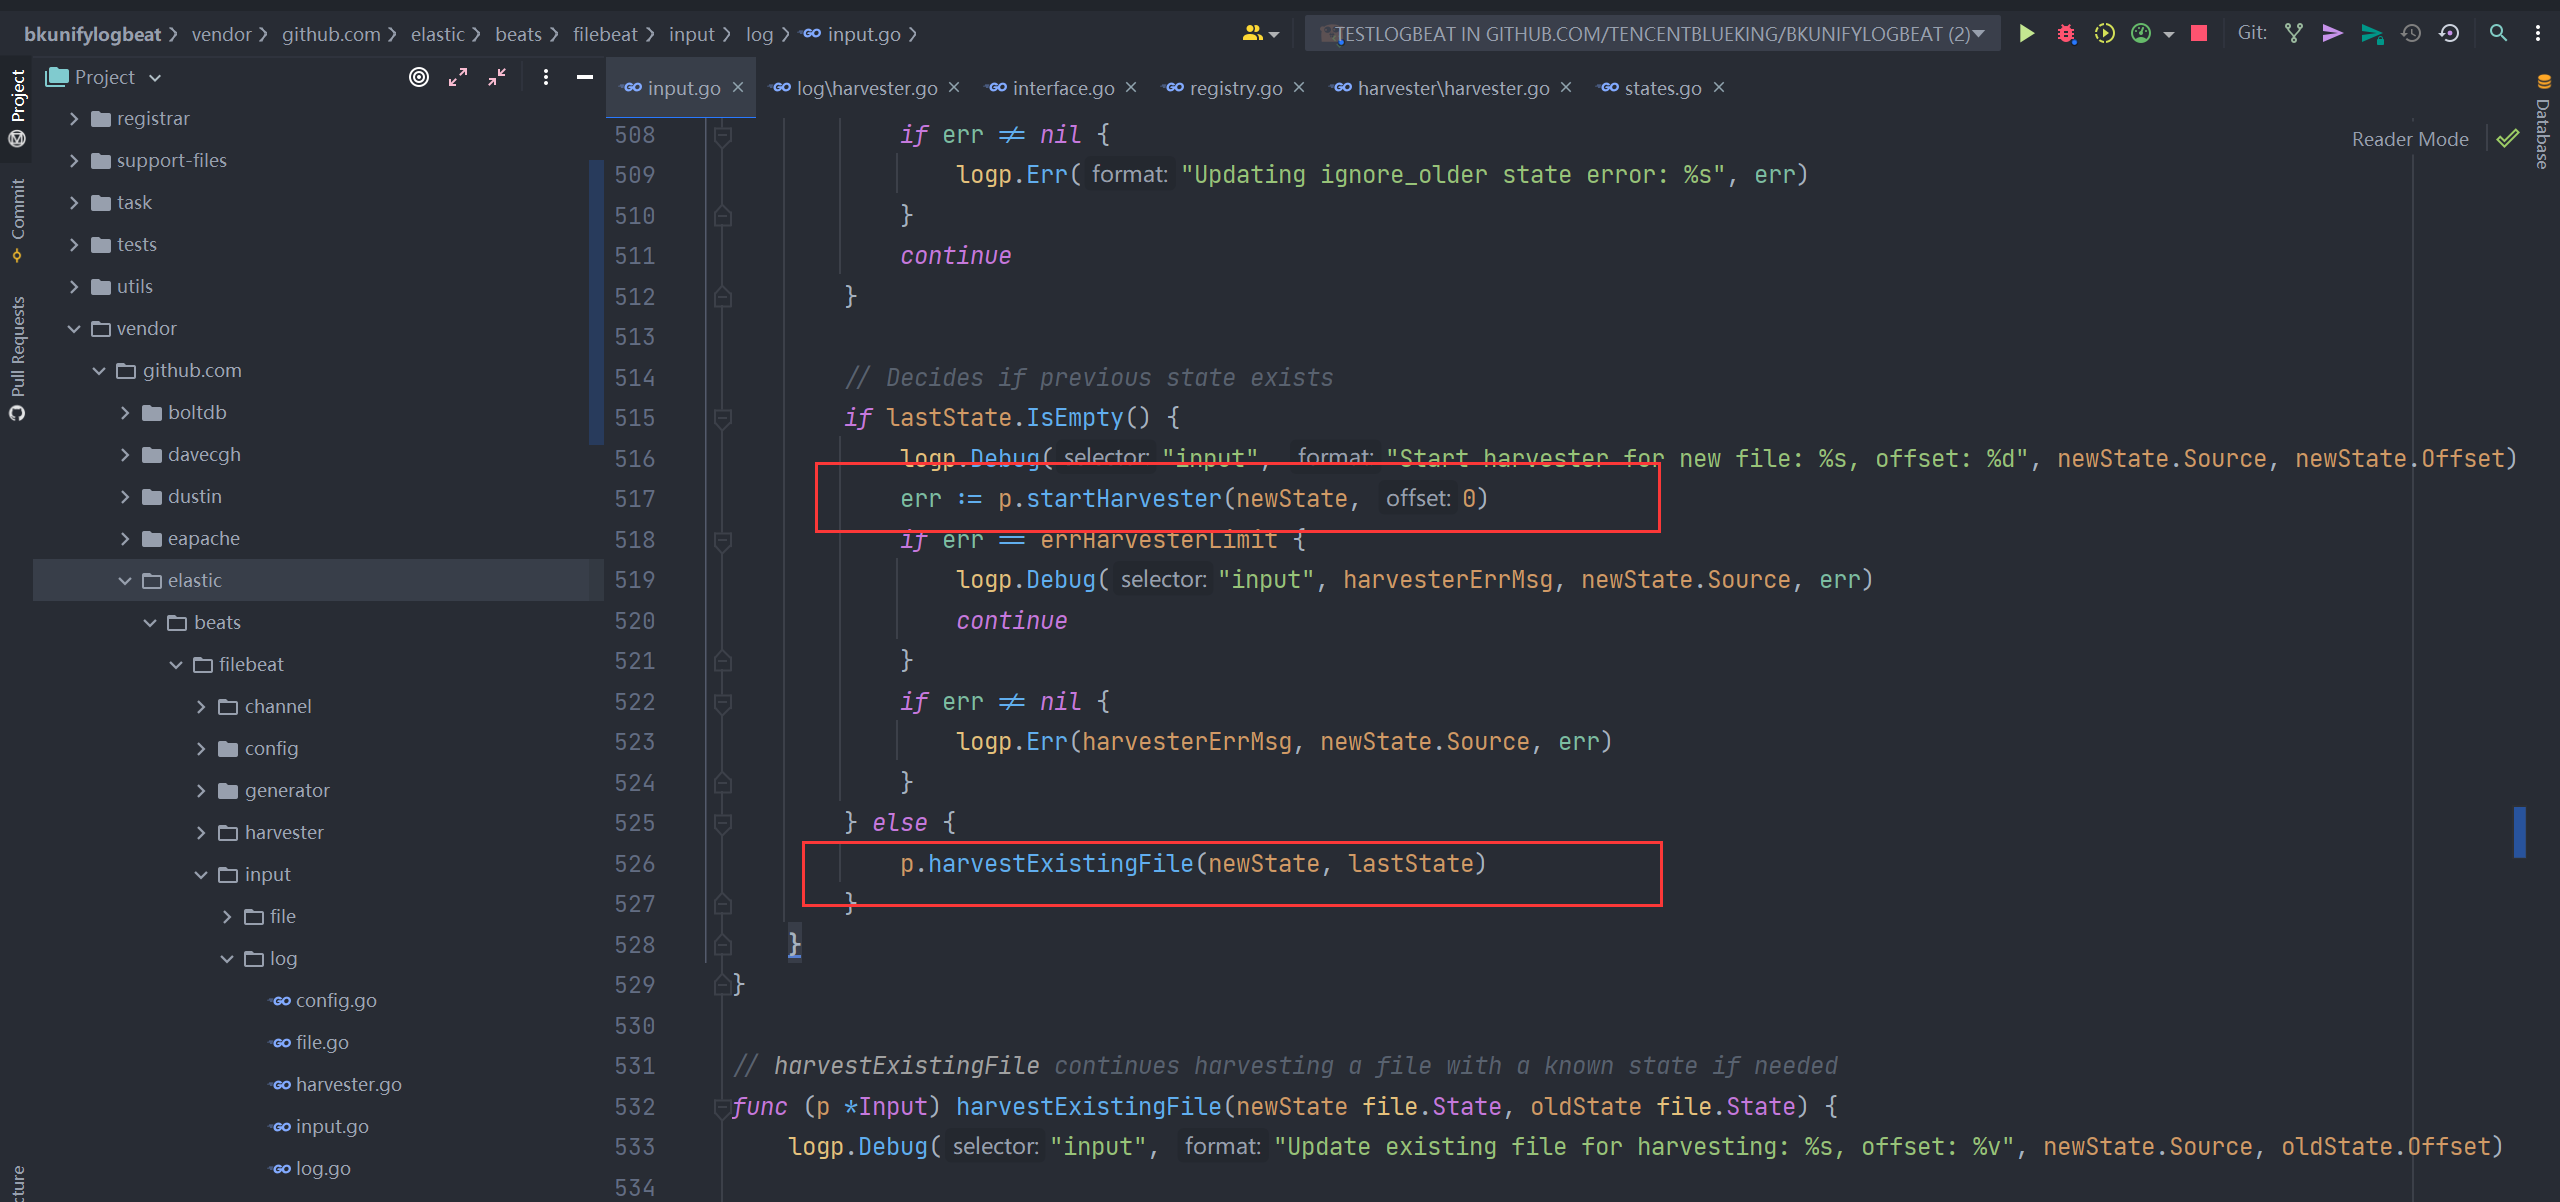 bkunifylogbeat vendor github.com elastic beats filebeat input log input.go
TESTLOGBEAT IN GITHUB.COM/TENCENTBLUEKING/BKUNIFYLOGBEAT (2)
Git:
Project
input.go
log\harvester.go
interface.go
registry.go
harvester\harvester.go
states.go
Project
Commit
Pull Requests
Database
Reader Mode
registrar
support-files
task
tests
utils
vendor
github.com
boltdb
davecgh
dustin
eapache
elastic
beats
filebeat
channel
config
generator
harvester
input
file
log
config.go
file.go
harvester.go
input.go
log.go
508 if err ≠ nil {
509 logp.Err( format: "Updating ignore_older state error: %s", err)
510 }
511 continue
512 }
513
514 // Decides if previous state exists
515 if lastState.IsEmpty() {
516 logp.Debug( selector: "input", format: "Start harvester for new file: %s, offset: %d", newState.Source, newState.Offset)
517 err := p.startHarvester(newState, offset: 0)
518 if err == errHarvesterLimit {
519 logp.Debug( selector: "input", harvesterErrMsg, newState.Source, err)
520 continue
521 }
522 if err ≠ nil {
523 logp.Err(harvesterErrMsg, newState.Source, err)
524 }
525 } else {
526 p.harvestExistingFile(newState, lastState)
527 }
528 }
529 }
530
531 // harvestExistingFile continues harvesting a file with a known state if needed
532 func (p *Input) harvestExistingFile(newState file.State, oldState file.State) {
533 logp.Debug( selector: "input", format: "Update existing file for harvesting: %s, offset: %v", newState.Source, oldState.Offset)
534